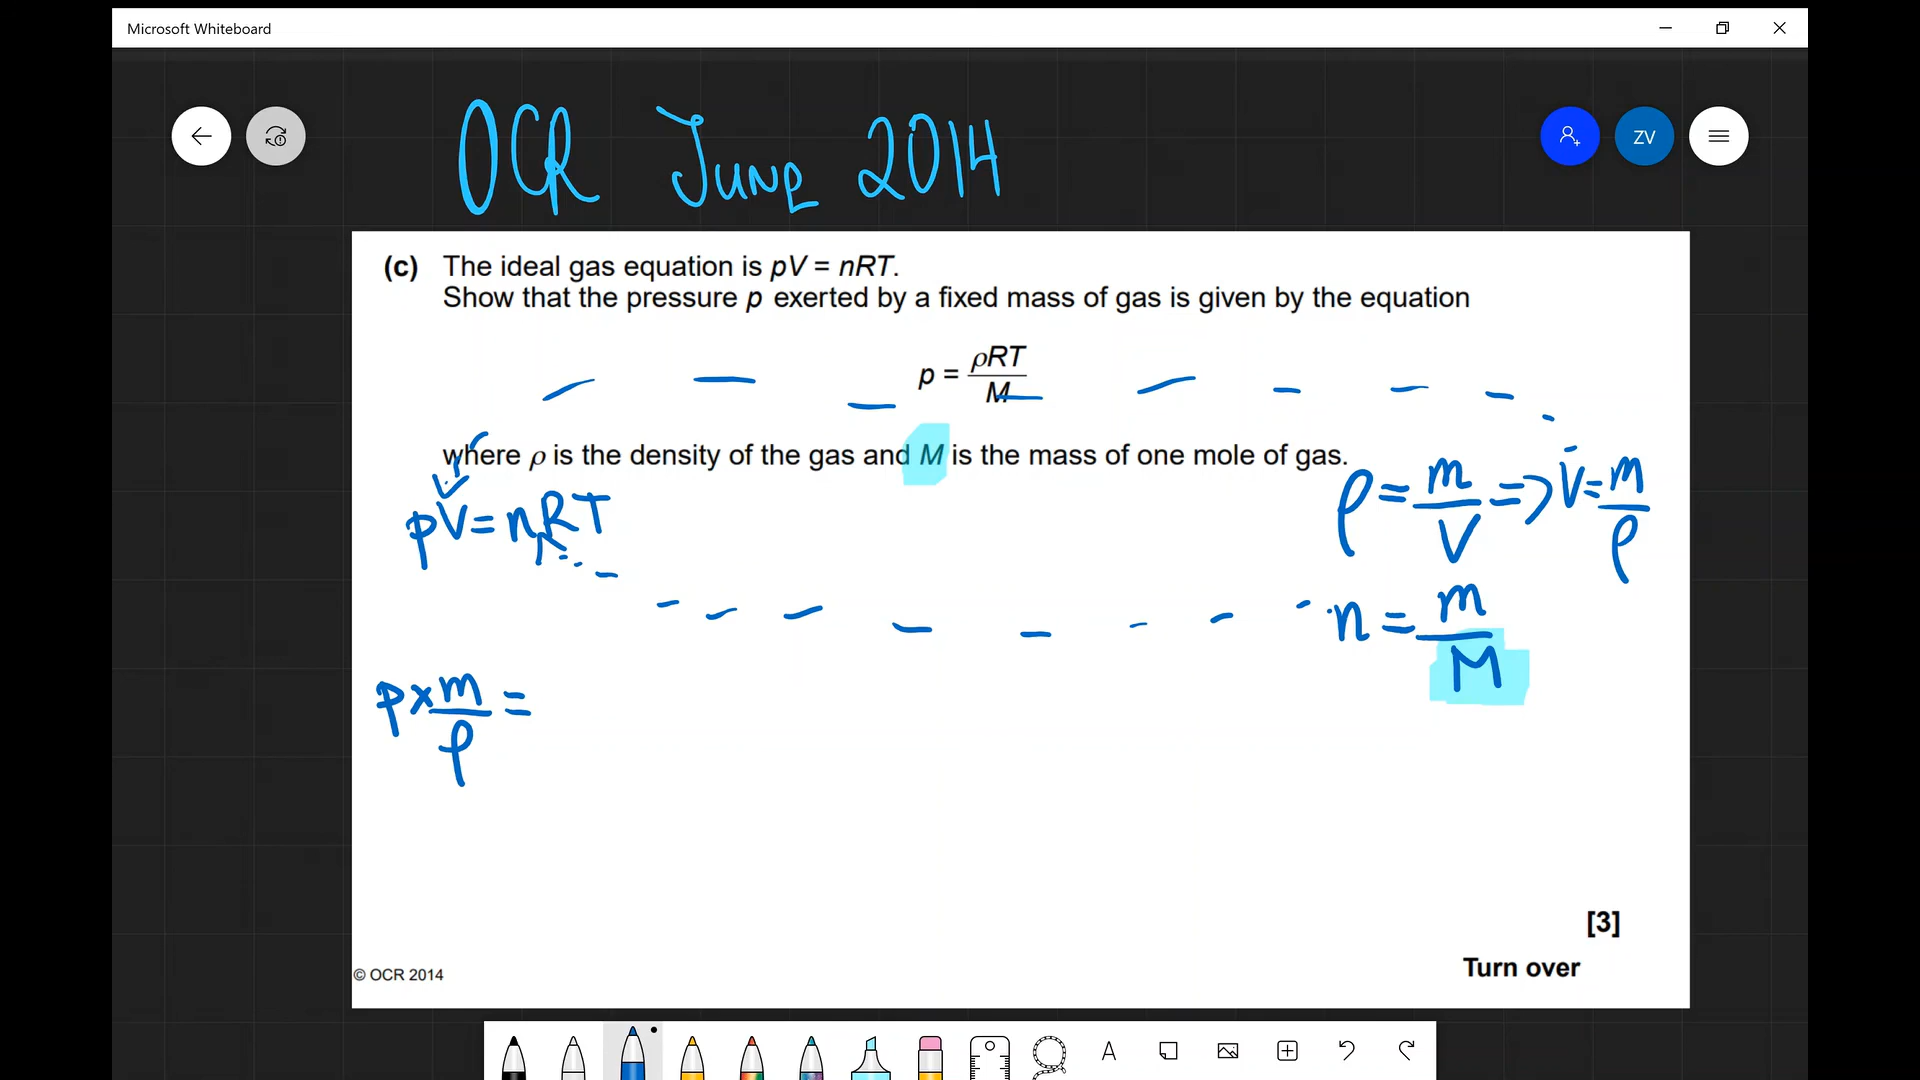 Microsoft Whiteboard
OCR June 2014
ZV
(c) The ideal gas equation is pV = nRT.
Show that the pressure p exerted by a fixed mass of gas is given by the equation
p = ρRT/M
where ρ is the density of the gas and M is the mass of one mole of gas.
pV = nRT
ρ = m/V => V = m/ρ
n = m/M
p × m/ρ =
[3]
Turn over
© OCR 2014
A